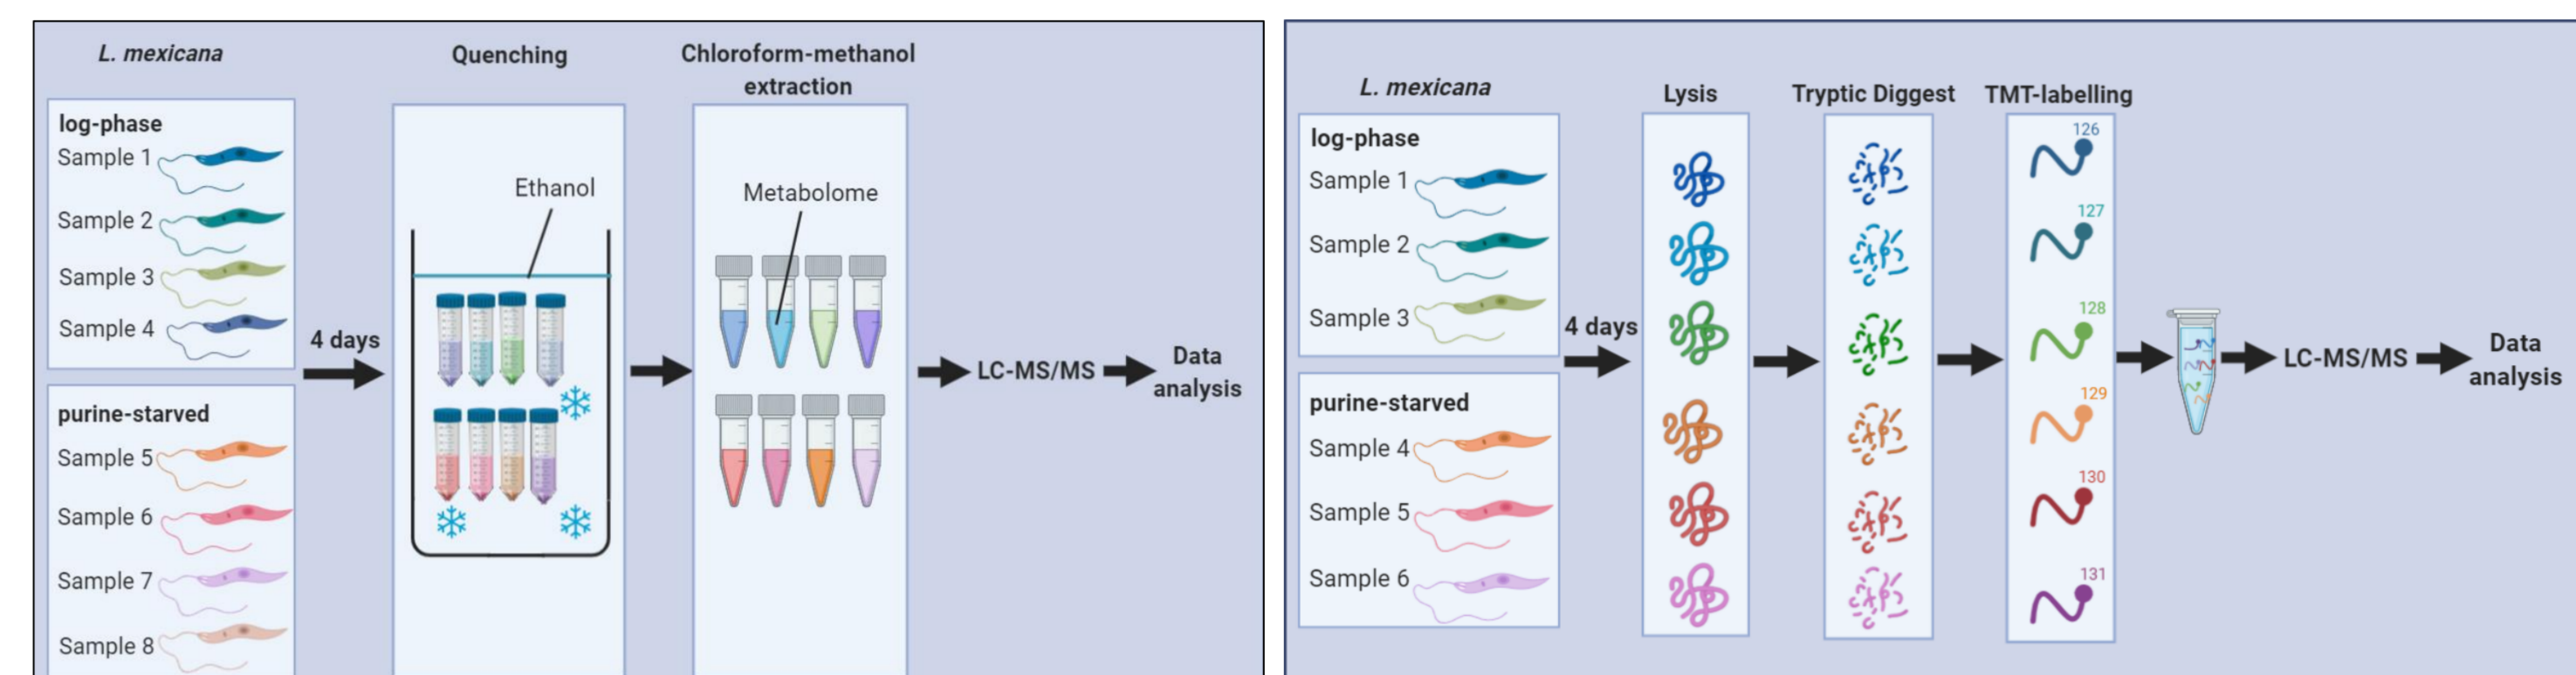 L. mexicana
log-phase
Sample 1
Sample 2
Sample 3
Sample 4
purine-starved
Sample 5
Sample 6
Sample 7
Sample 8
4 days
Quenching
Ethanol
Chloroform-methanol
extraction
Metabolome
LC-MS/MS
Data
analysis
L. mexicana
log-phase
Sample 1
Sample 2
Sample 3
purine-starved
Sample 4
Sample 5
Sample 6
4 days
Lysis
Tryptic Digest
TMT-labelling
126
127
128
129
130
131
LC-MS/MS
Data
analysis